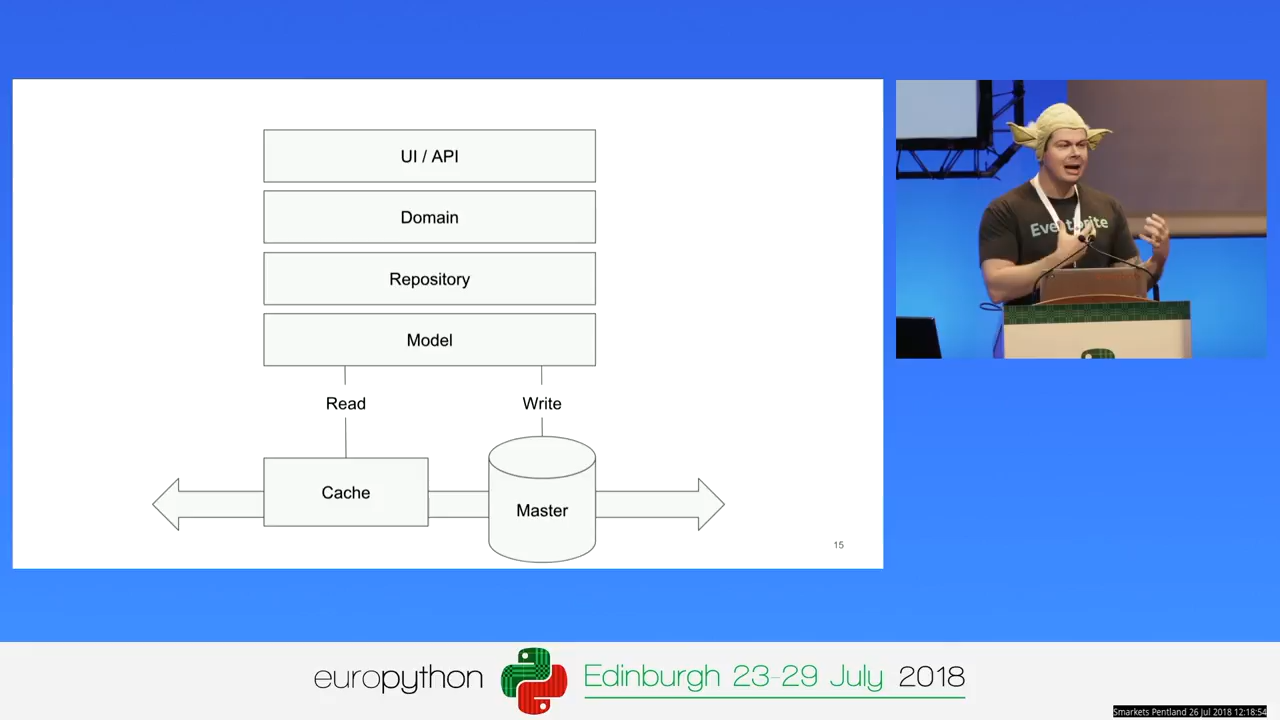 UI / API
Domain
Repository
Model
Read
Write
Cache
Master
15
Eventbrite
europython
Edinburgh 23-29 July 2018
Smarkets Pentland 26 Jul 2018 12:18:54